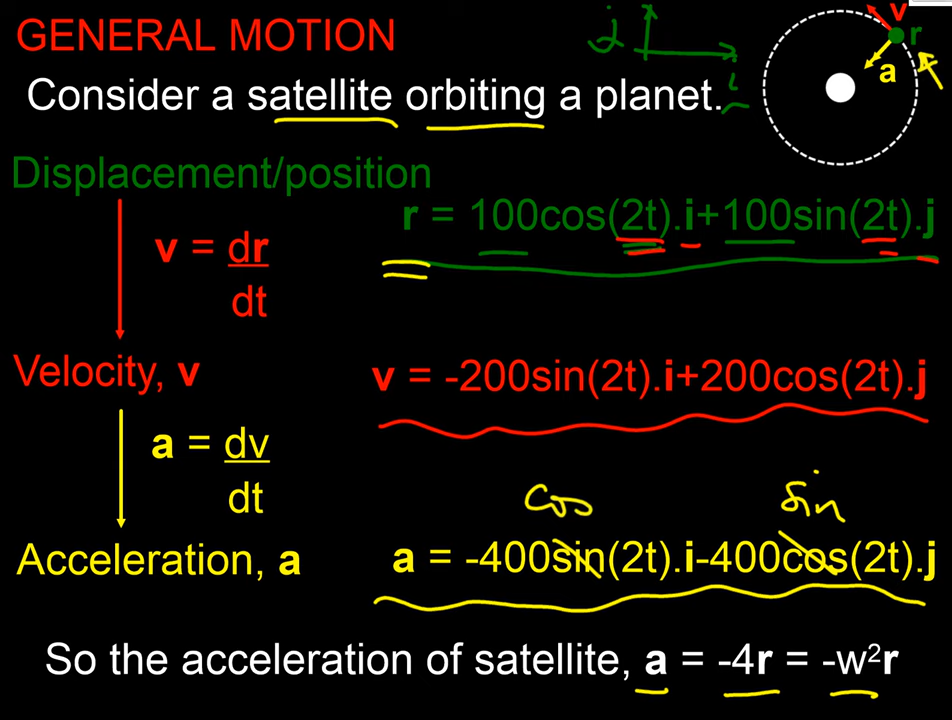 GENERAL MOTION
j
i
v
r
a
Consider a satellite orbiting a planet.
Displacement/position
r = 100cos(2t).i+100sin(2t).j
v = dr
dt
Velocity, v
v = -200sin(2t).i+200cos(2t).j
a = dv
dt
cos sin
Acceleration, a
a = -400sin(2t).i-400cos(2t).j
So the acceleration of satellite, a = -4r = -w²r